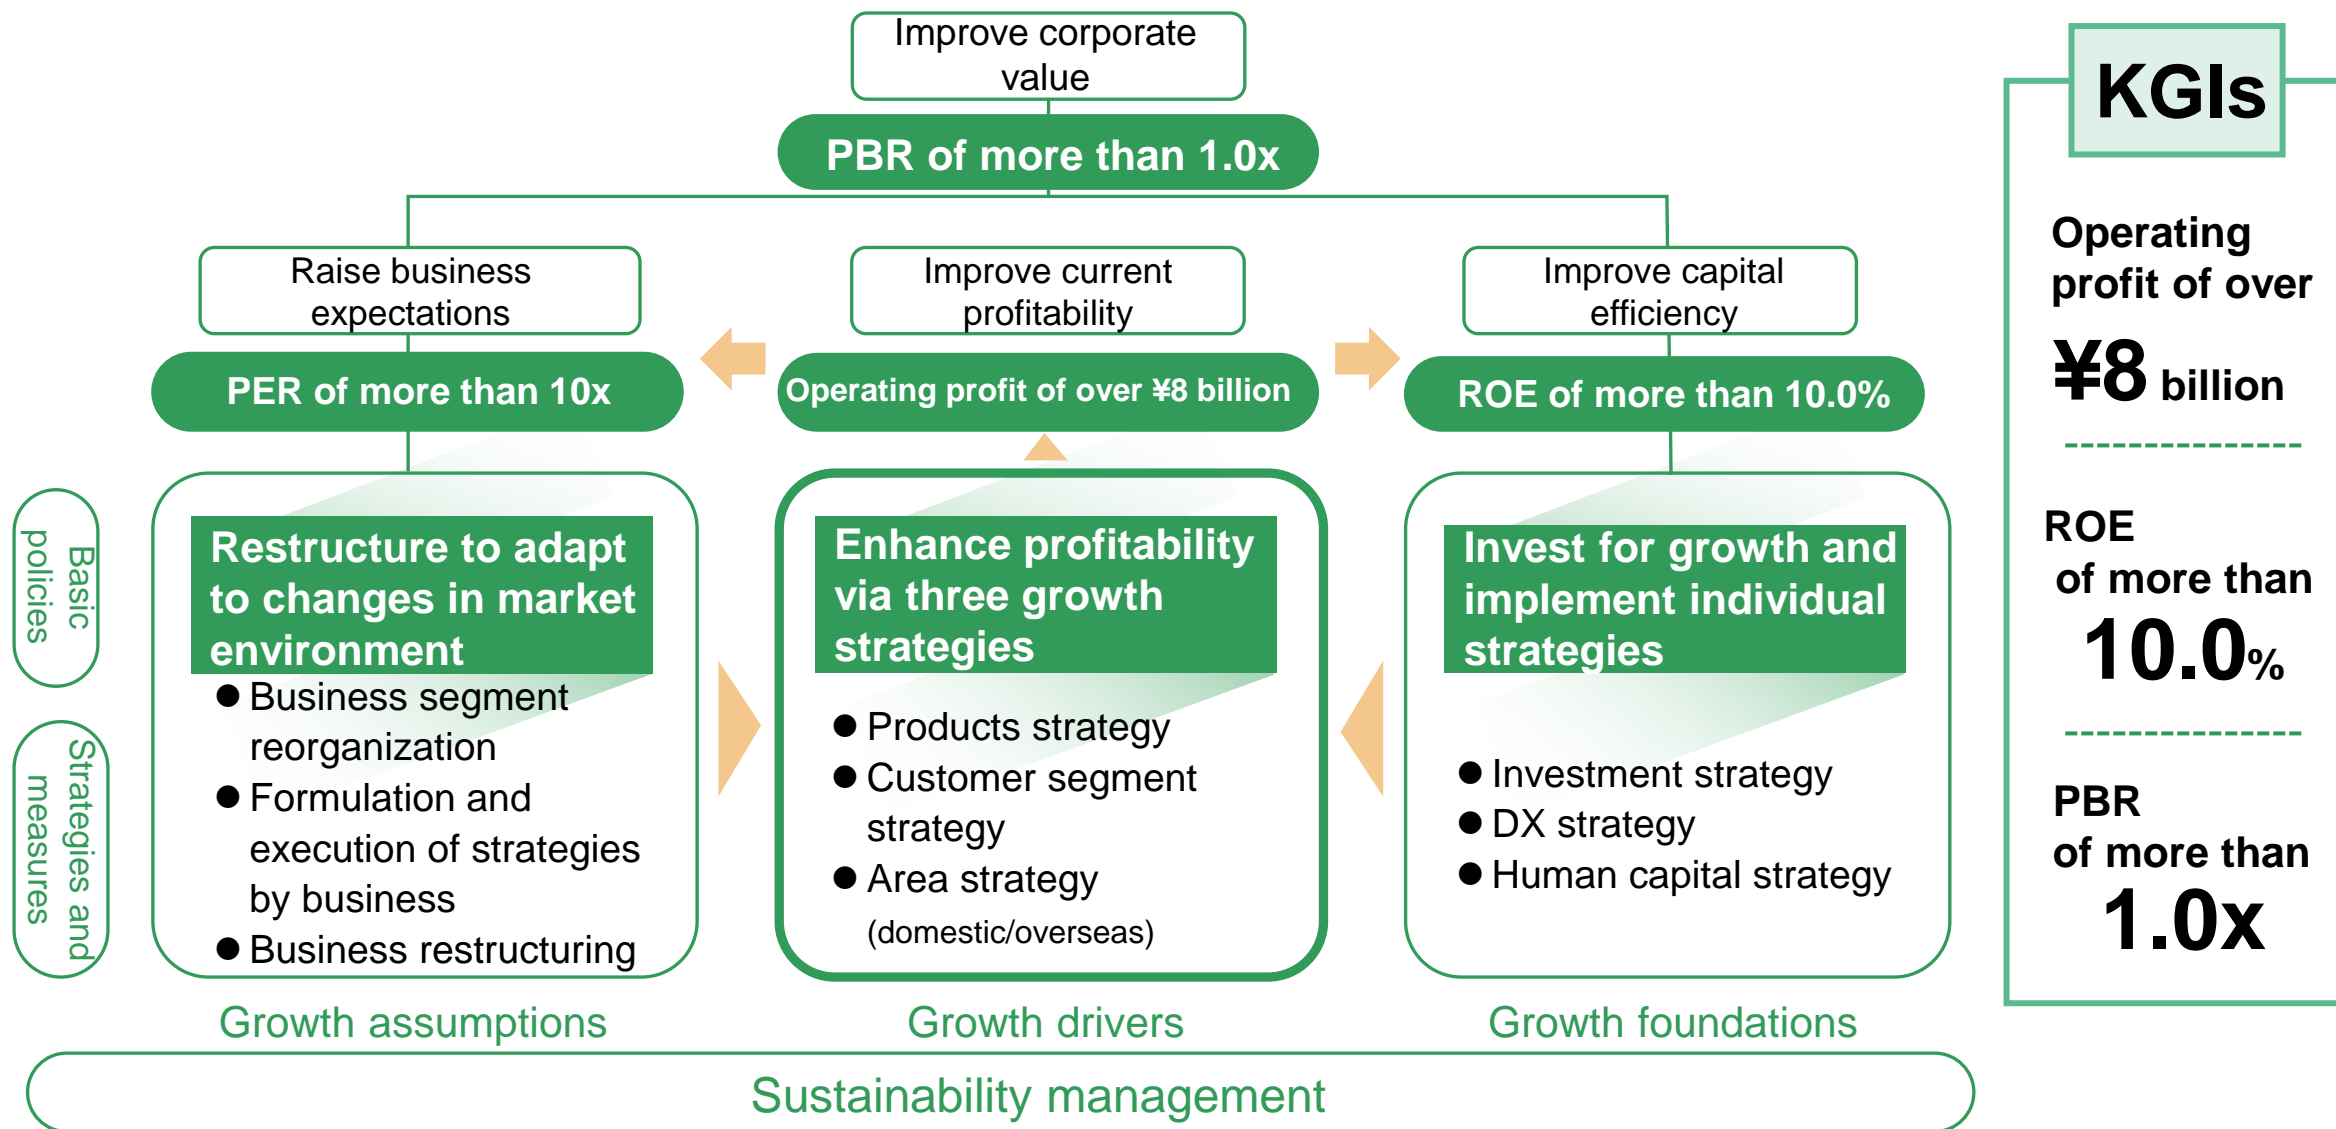 Improve corporate
value
PBR of more than 1.0x
Raise business
expectations
PER of more than 10x
Improve current
profitability
Operating profit of over ¥8 billion
Improve capital
efficiency
ROE of more than 10.0%
Basic
policies
Strategies and
measures
Restructure to adapt
to changes in market
environment
● Business segment
reorganization
● Formulation and
execution of strategies
by business
● Business restructuring
Growth assumptions
Enhance profitability
via three growth
strategies
● Products strategy
● Customer segment
strategy
● Area strategy
(domestic/overseas)
Growth drivers
Invest for growth and
implement individual
strategies
● Investment strategy
● DX strategy
● Human capital strategy
Growth foundations
Sustainability management
KGIs
Operating
profit of over
¥8 billion
ROE
of more than
10.0%
PBR
of more than
1.0x